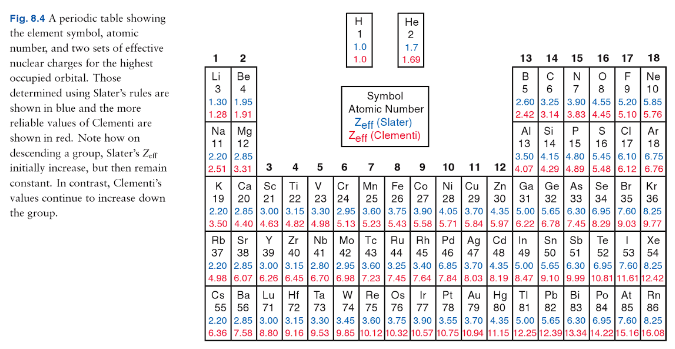 Fig. 8.4 A periodic table showing
the element symbol, atomic
number, and two sets of effective
nuclear charges for the highest
occupied orbital. Those
determined using Slater's rules are
shown in blue and the more
reliable values of Clementi are
shown in red. Note how on
descending a group, Slater's Zeff
initially increase, but then remain
constant. In contrast, Clementi's
values continue to increase down
the group.
H He
1 2
1.0 1.7
1.0 1.69
1 2 13 14 15 16 17 18
Li Be B C N O F Ne
3 4 5 6 7 8 9 10
1.30 1.95 2.60 3.25 3.90 4.55 5.20 5.85
1.28 1.91 2.42 3.14 3.83 4.45 5.10 5.76
Symbol
Atomic Number
Zeff (Slater)
Zeff (Clementi)
Na Mg Al Si P S Cl Ar
11 12 13 14 15 16 17 18
2.20 2.85 3.50 4.15 4.80 5.45 6.10 6.75
2.51 3.31 3 4 5 6 7 8 9 10 11 12 4.07 4.29 4.89 5.48 6.12 6.76
K Ca Sc Ti V Cr Mn Fe Co Ni Cu Zn Ga Ge As Se Br Kr
19 20 21 22 23 24 25 26 27 28 29 30 31 32 33 34 35 36
2.20 2.85 3.00 3.15 3.30 2.95 3.60 3.75 3.90 4.05 3.70 4.35 5.00 5.65 6.30 6.95 7.60 8.25
3.50 4.40 4.63 4.82 4.98 5.13 5.23 5.43 5.58 5.71 5.84 5.97 6.22 6.78 7.45 8.29 9.03 9.77
Rb Sr Y Zr Nb Mo Tc Ru Rh Pd Ag Cd In Sn Sb Te I Xe
37 38 39 40 41 42 43 44 45 46 47 48 49 50 51 52 53 54
2.20 2.85 3.00 3.15 2.80 2.95 3.60 3.25 3.40 6.85 3.70 4.35 5.00 5.65 6.30 6.95 7.60 8.25
4.98 6.07 6.26 6.45 6.70 6.98 7.23 7.45 7.64 7.84 8.03 8.19 8.47 9.10 9.99 10.81 11.61 12.42
Cs Ba Lu Hf Ta W Re Os Ir Pt Au Hg Tl Pb Bi Po At Rn
55 56 71 72 73 74 75 76 77 78 79 80 81 82 83 84 85 86
2.20 2.85 3.00 3.15 3.30 3.45 3.60 3.75 3.90 3.55 3.70 4.35 5.00 5.65 6.30 6.95 7.60 8.25
6.36 7.58 8.80 9.16 9.53 9.85 10.12 10.32 10.57 10.75 10.94 11.15 12.25 12.39 13.34 14.22 15.16 16.08